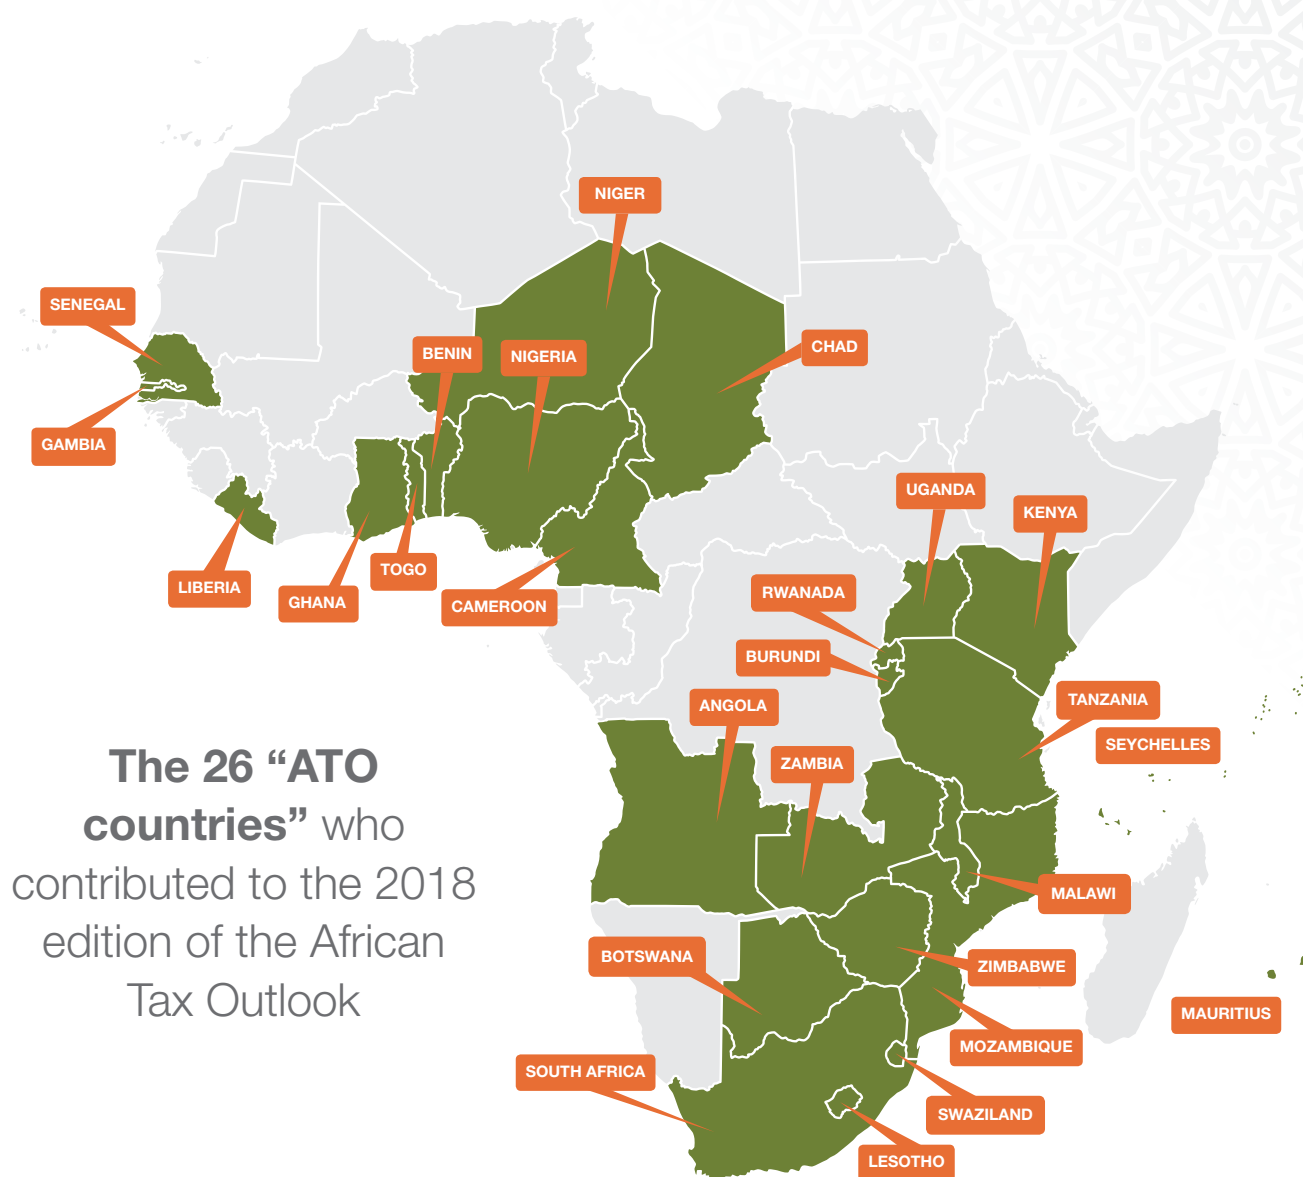 NIGER
SENEGAL
BENIN
NIGERIA
CHAD
GAMBIA
UGANDA
KENYA
LIBERIA
GHANA
TOGO
CAMEROON
RWANADA
BURUNDI
ANGOLA
TANZANIA
SEYCHELLES
ZAMBIA
The 26 “ATO
countries” who
contributed to the 2018
edition of the African
Tax Outlook
MALAWI
BOTSWANA
ZIMBABWE
MAURITIUS
MOZAMBIQUE
SOUTH AFRICA
SWAZILAND
LESOTHO